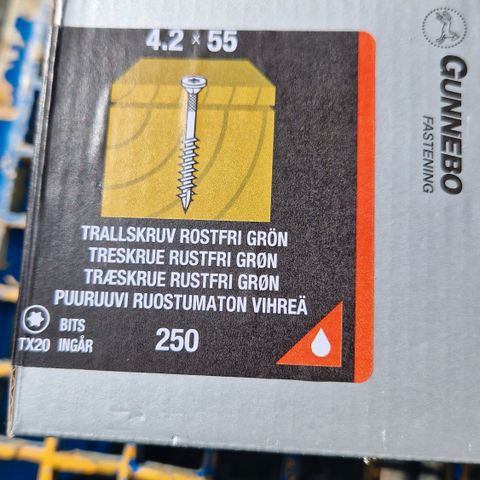 4.2 × 55
TRALLSKRUV ROSTFRI GRÖN
TRESKRUE RUSTFRI GRØN
TRÆSKRUE RUSTFRI GRØN
PUURUUVI RUOSTUMATON VIHREÄ
TX20
BITS
INGÅR
250
GUNNEBO
FASTENING